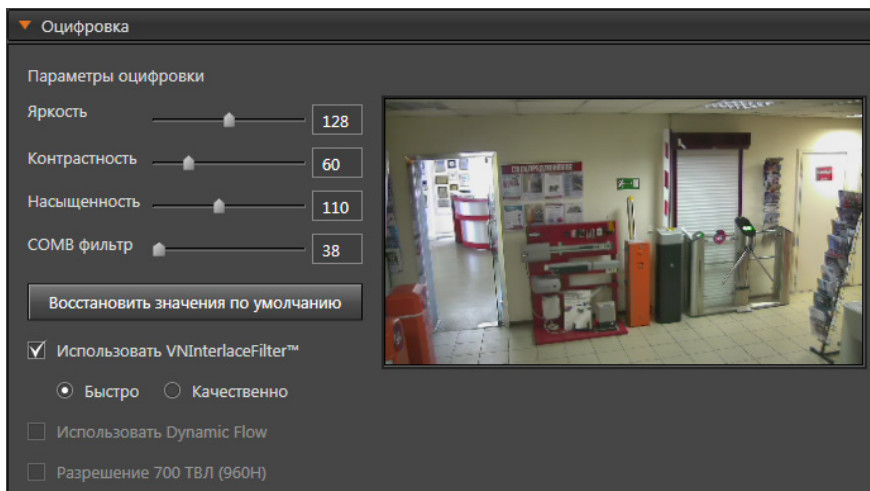 Оцифровка
Параметры оцифровки
Яркость 128
Контрастность 60
Насыщенность 110
COMB фильтр 38
Восстановить значения по умолчанию
Использовать VNInterlaceFilter™
Быстро Качественно
Использовать Dynamic Flow
Разрешение 700 ТВЛ (960H)
СПЕЦПРЕДЛОЖЕНИЕ